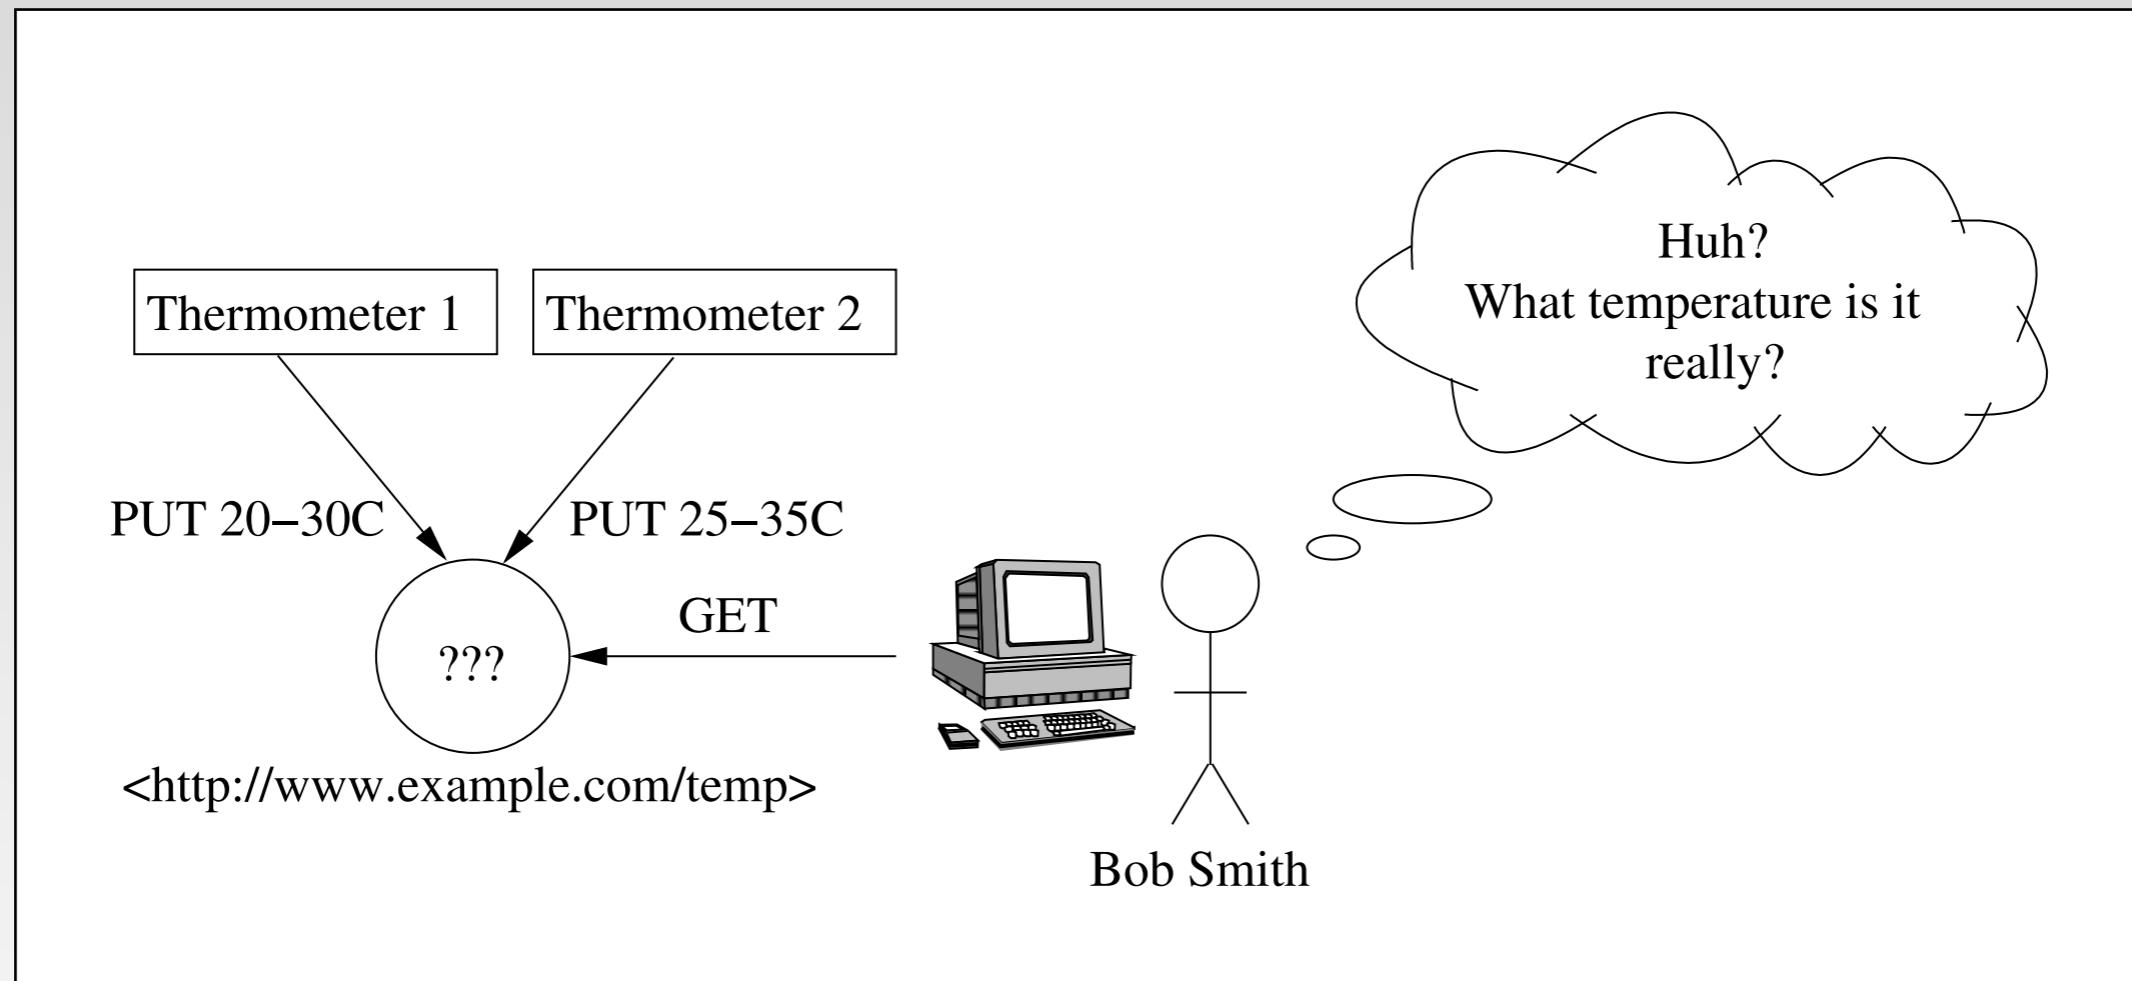 Huh?
What temperature is it
really?
Thermometer 1
Thermometer 2
PUT 20−30C
PUT 25−35C
GET
???
<http://www.example.com/temp>
Bob Smith